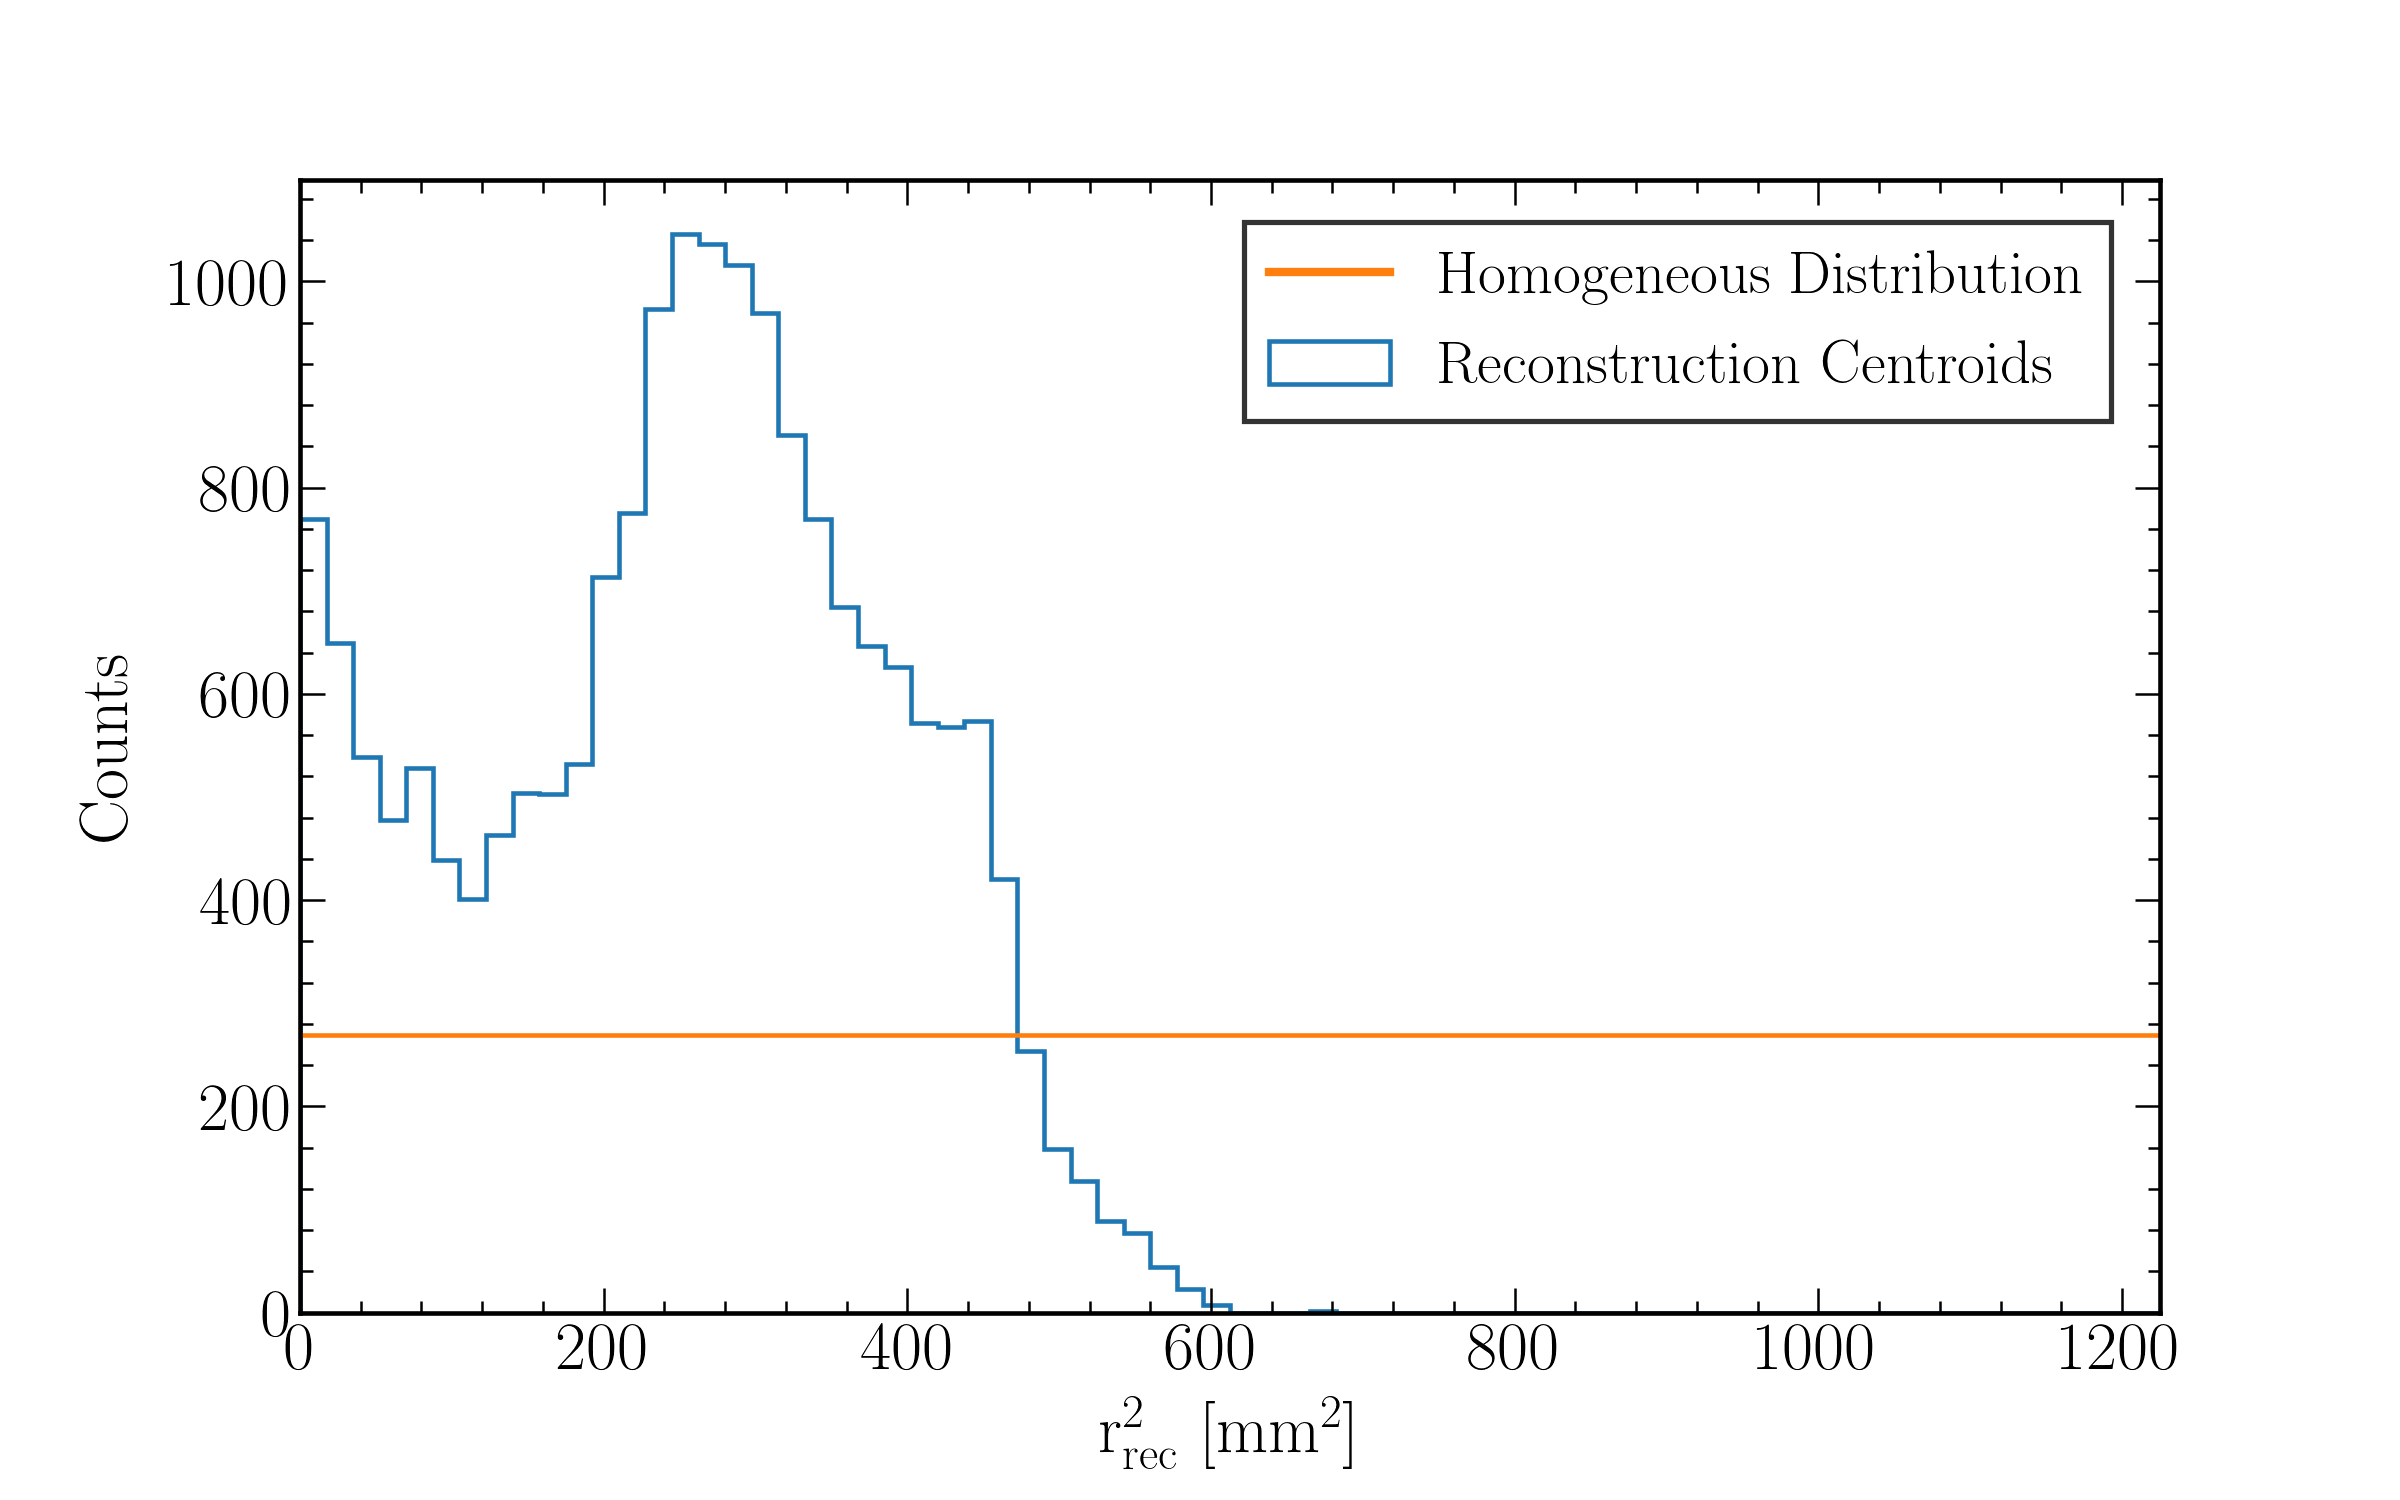 Homogeneous Distribution
Reconstruction Centroids
1000
800
600
400
200
0
Counts
0 200 400 600 800 1000 1200
r²rec [mm²]